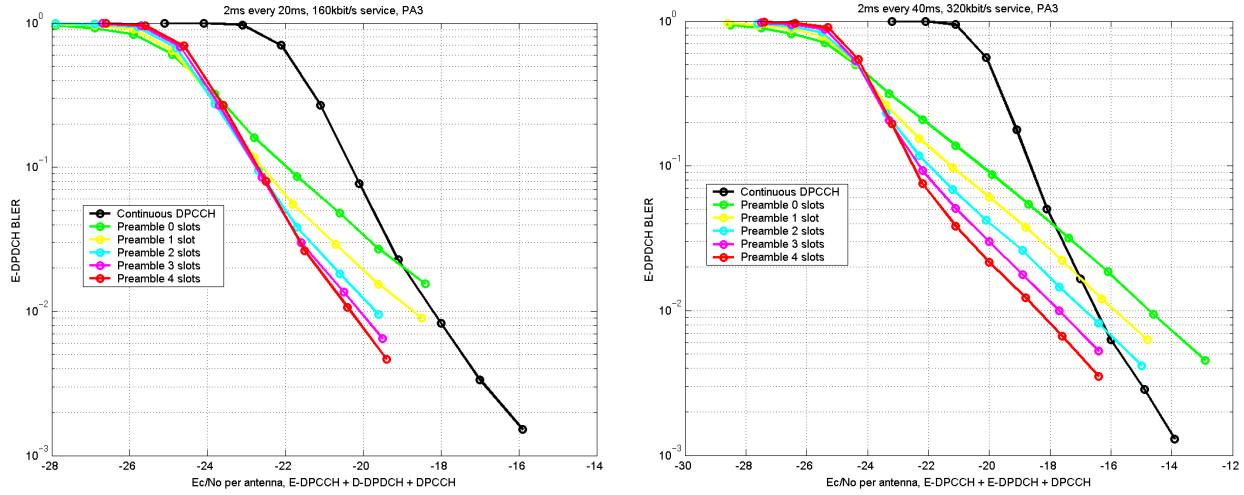 2ms every 20ms, 160kbit/s service, PA3
10^0
10^-1
10^-2
10^-3
E-DPDCH BLER
Continuous DPCCH
Preamble 0 slots
Preamble 1 slot
Preamble 2 slots
Preamble 3 slots
Preamble 4 slots
-28 -26 -24 -22 -20 -18 -16 -14
Ec/No per antenna, E-DPCCH + D-DPDCH + DPCCH
2ms every 40ms, 320kbit/s service, PA3
10^0
10^-1
10^-2
10^-3
E-DPDCH BLER
Continuous DPCCH
Preamble 0 slots
Preamble 1 slot
Preamble 2 slots
Preamble 3 slots
Preamble 4 slots
-30 -28 -26 -24 -22 -20 -18 -16 -14 -12
Ec/No per antenna, E-DPCCH + E-DPDCH + DPCCH